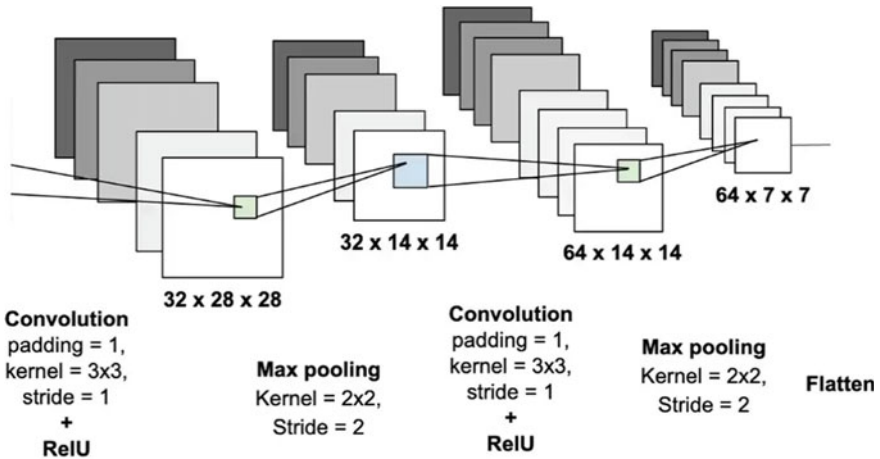 32 x 28 x 28
32 x 14 x 14
64 x 14 x 14
64 x 7 x 7
Convolution
padding = 1,
kernel = 3x3,
stride = 1
+
RelU
Max pooling
Kernel = 2x2,
Stride = 2
Convolution
padding = 1,
kernel = 3x3,
stride = 1
+
RelU
Max pooling
Kernel = 2x2,
Stride = 2
Flatten